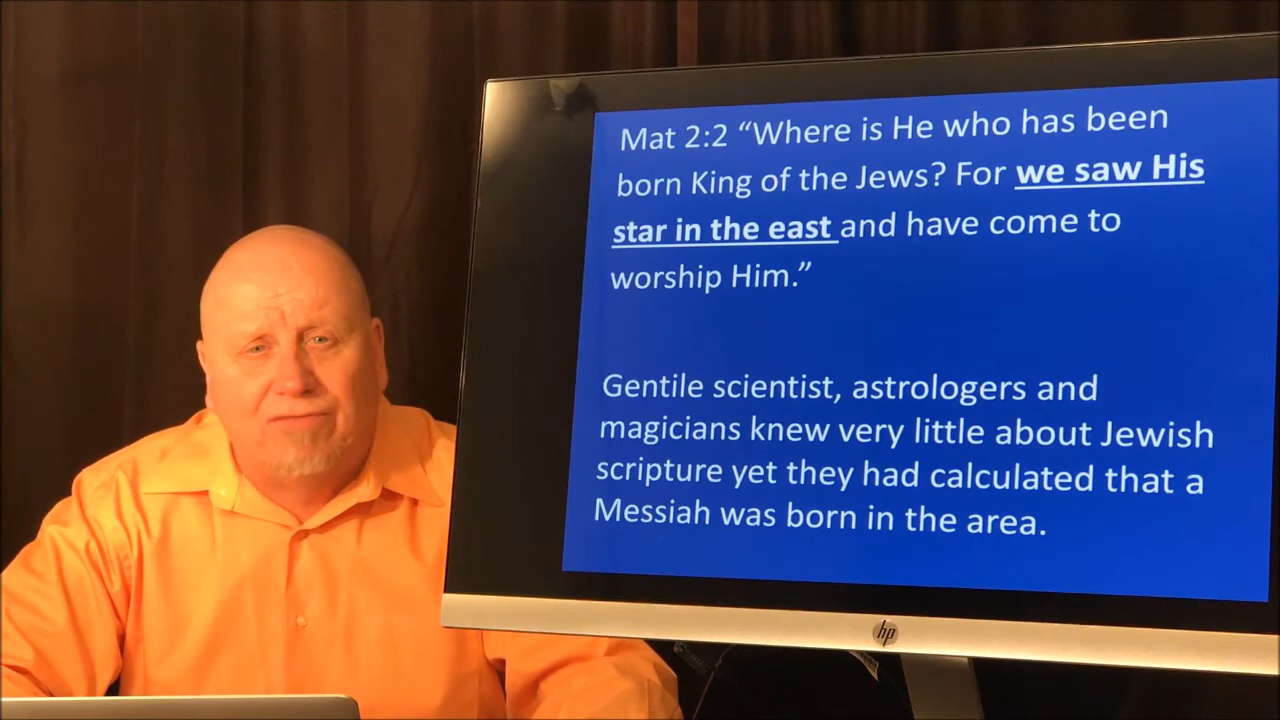 Mat 2:2 “Where is He who has been
born King of the Jews? For we saw His
star in the east and have come to
worship Him.”
Gentile scientist, astrologers and
magicians knew very little about Jewish
scripture yet they had calculated that a
Messiah was born in the area.
hp